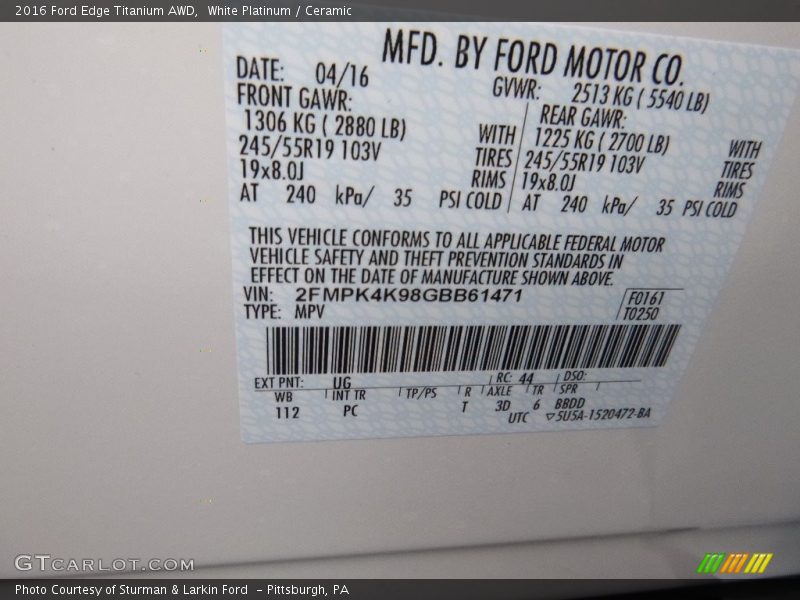 2016 Ford Edge Titanium AWD,  White Platinum / Ceramic
MFD. BY FORD MOTOR CO.
DATE: 04/16 GVWR: 2513 KG ( 5540 LB)
FRONT GAWR: REAR GAWR:
1306 KG ( 2880 LB) WITH 1225 KG ( 2700 LB) WITH
245/55R19 103V TIRES 245/55R19 103V TIRES
19x8.0J RIMS 19x8.0J RIMS
AT 240 kPa/ 35 PSI COLD AT 240 kPa/ 35 PSI COLD
THIS VEHICLE CONFORMS TO ALL APPLICABLE FEDERAL MOTOR
VEHICLE SAFETY AND THEFT PREVENTION STANDARDS IN
EFFECT ON THE DATE OF MANUFACTURE SHOWN ABOVE.
VIN: 2FMPK4K98GBB61471 F0161
TYPE: MPV T0250
EXT PNT: UG RC: 44 DSO:
WB INT TR TP/PS R AXLE TR SPR
112 PC T 3D 6 BBDD
UTC ▽5U5A-1520472-BA
GTCARLOT.COM
Photo Courtesy of Sturman & Larkin Ford  - Pittsburgh, PA